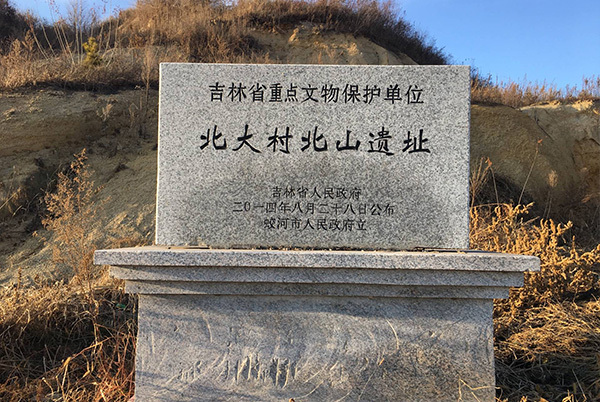 吉林省重点文物保护单位
北大村北山遗址
吉林省人民政府
二〇一四年八月二十八日公布
蛟河市人民政府立